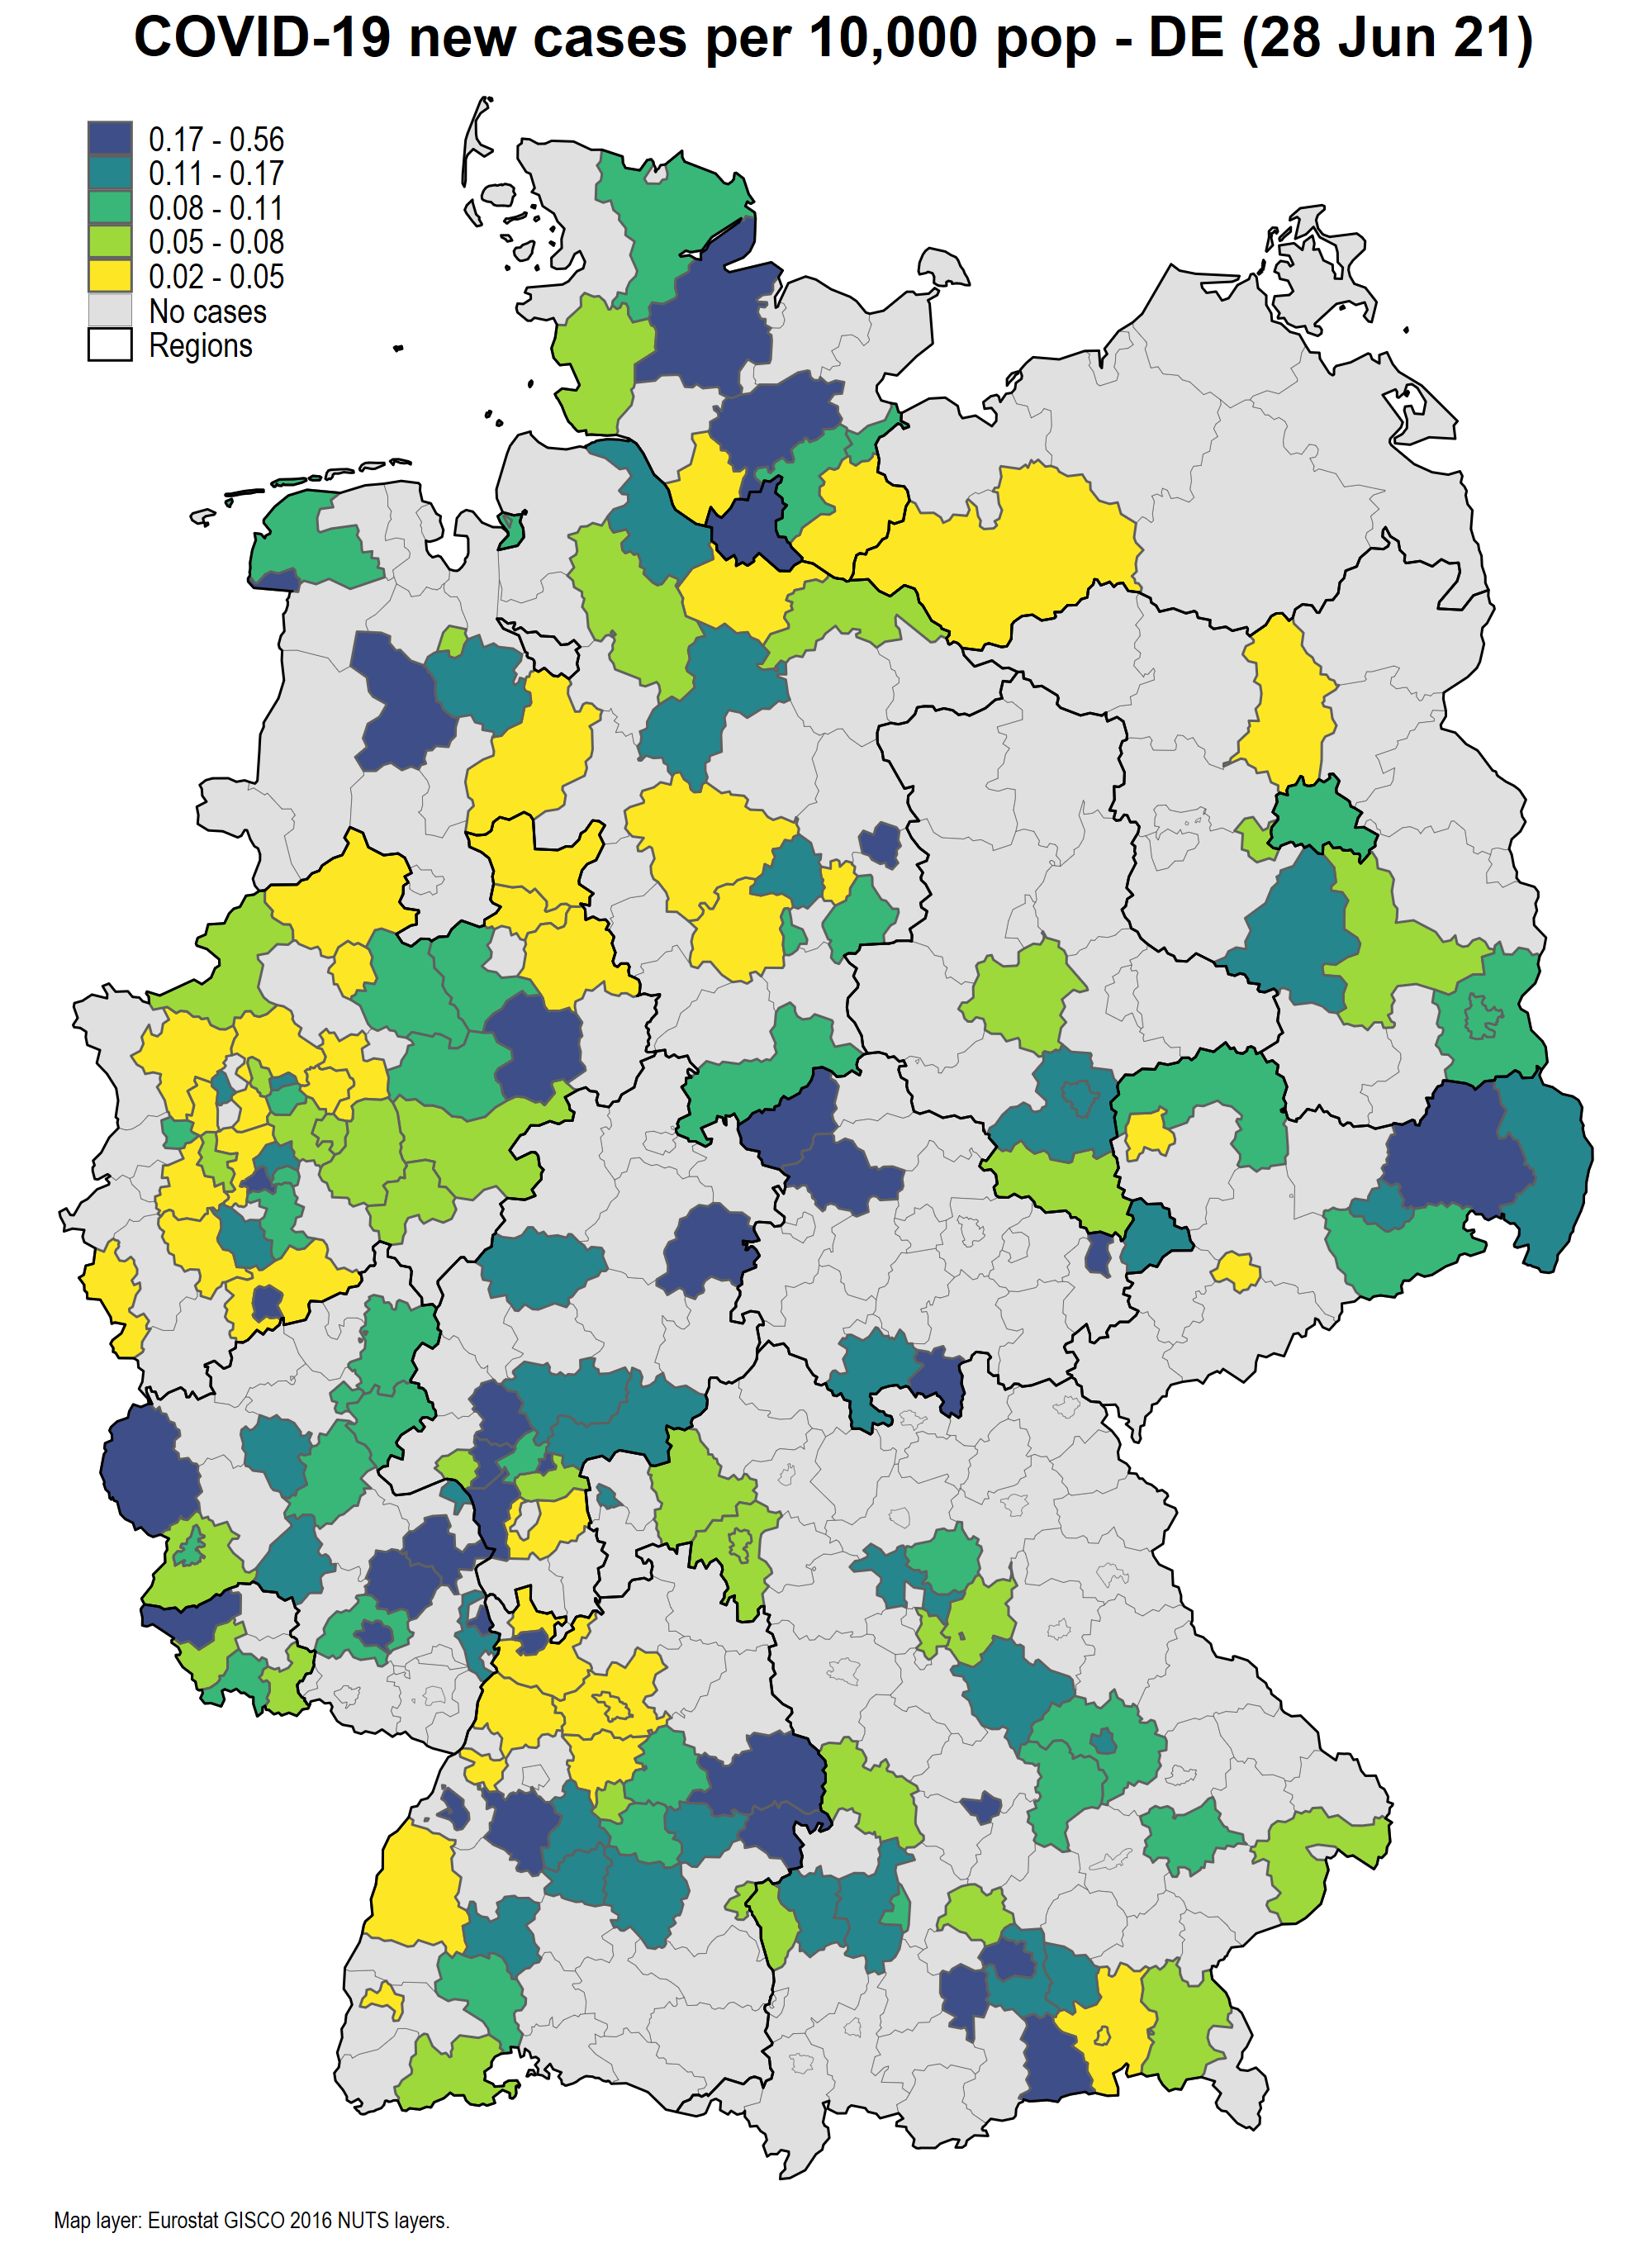 COVID-19 new cases per 10,000 pop - DE (28 Jun 21)
0.17 - 0.56
0.11 - 0.17
0.08 - 0.11
0.05 - 0.08
0.02 - 0.05
No cases
Regions
Map layer: Eurostat GISCO 2016 NUTS layers.